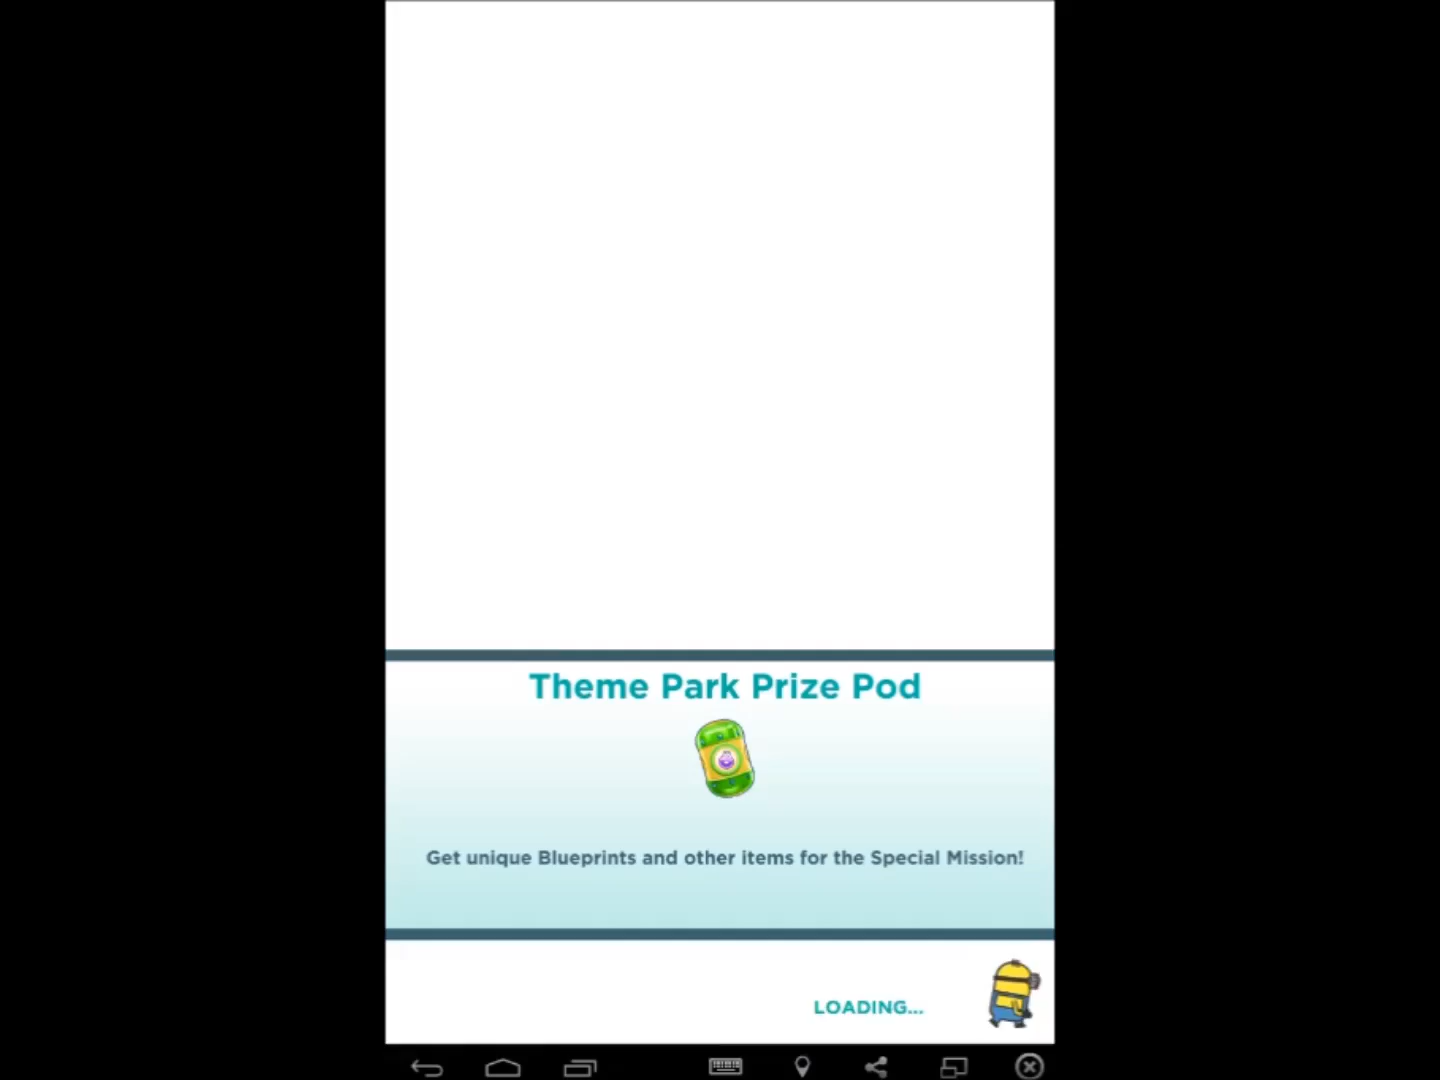 Theme Park Prize Pod
Get unique Blueprints and other items for the Special Mission!
LOADING...